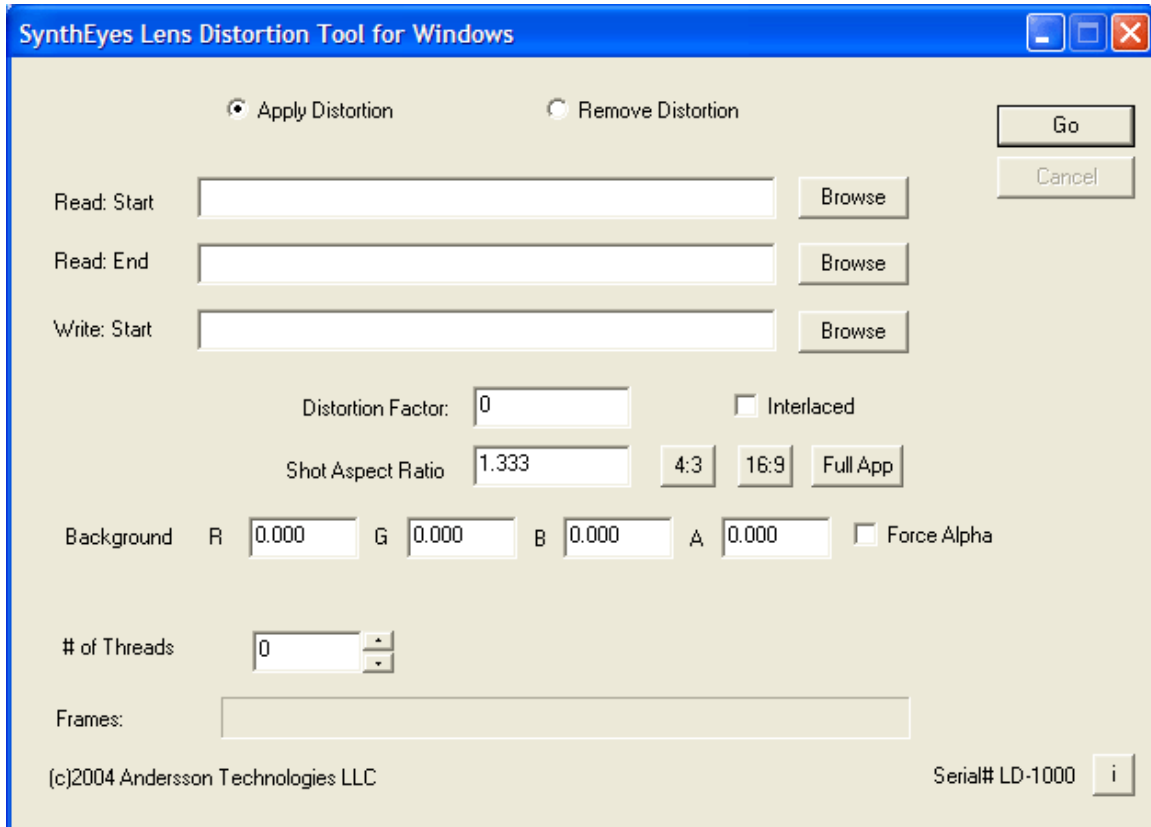 SynthEyes Lens Distortion Tool for Windows
Apply Distortion Remove Distortion
Go
Cancel
Read: Start Browse
Read: End Browse
Write: Start Browse
Distortion Factor: 0 Interlaced
Shot Aspect Ratio 1.333 4:3 16:9 Full App
Background R 0.000 G 0.000 B 0.000 A 0.000 Force Alpha
# of Threads 0
Frames:
(c)2004 Andersson Technologies LLC Serial# LD-1000 i